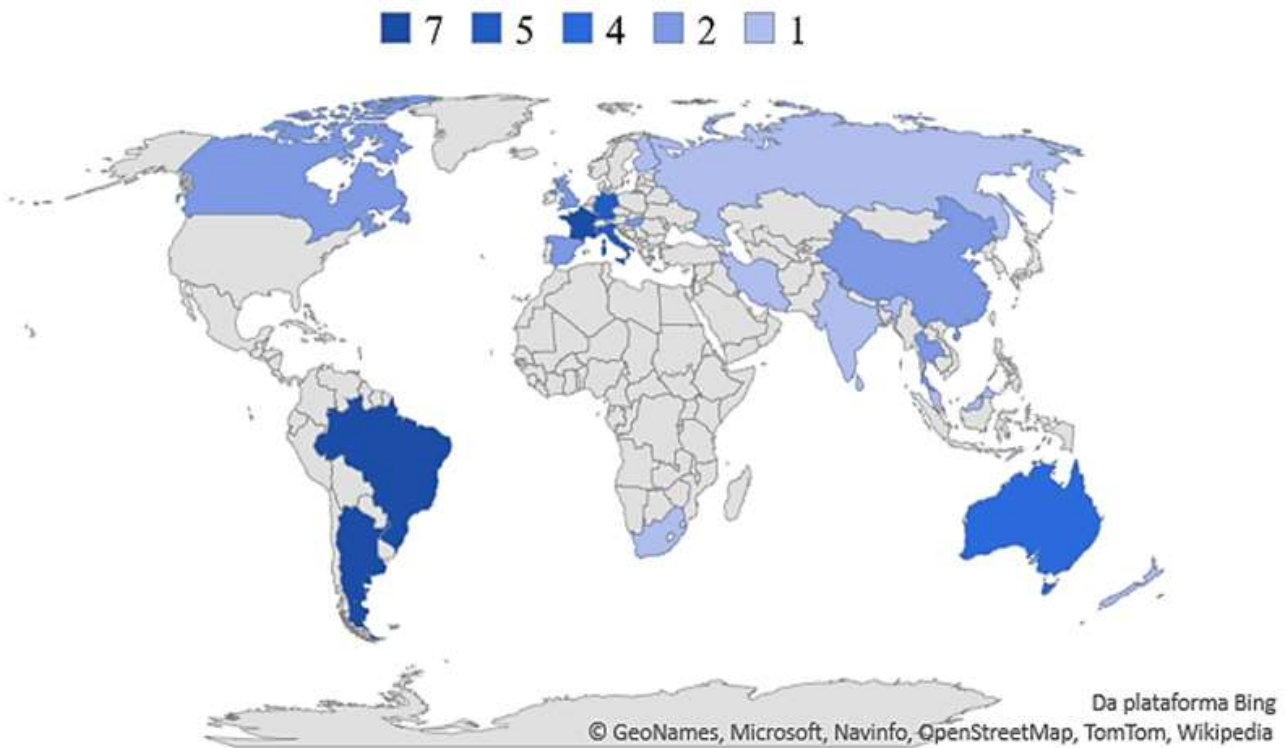 7 5 4 2 1
Da plataforma Bing
© GeoNames, Microsoft, Navinfo, OpenStreetMap, TomTom, Wikipedia